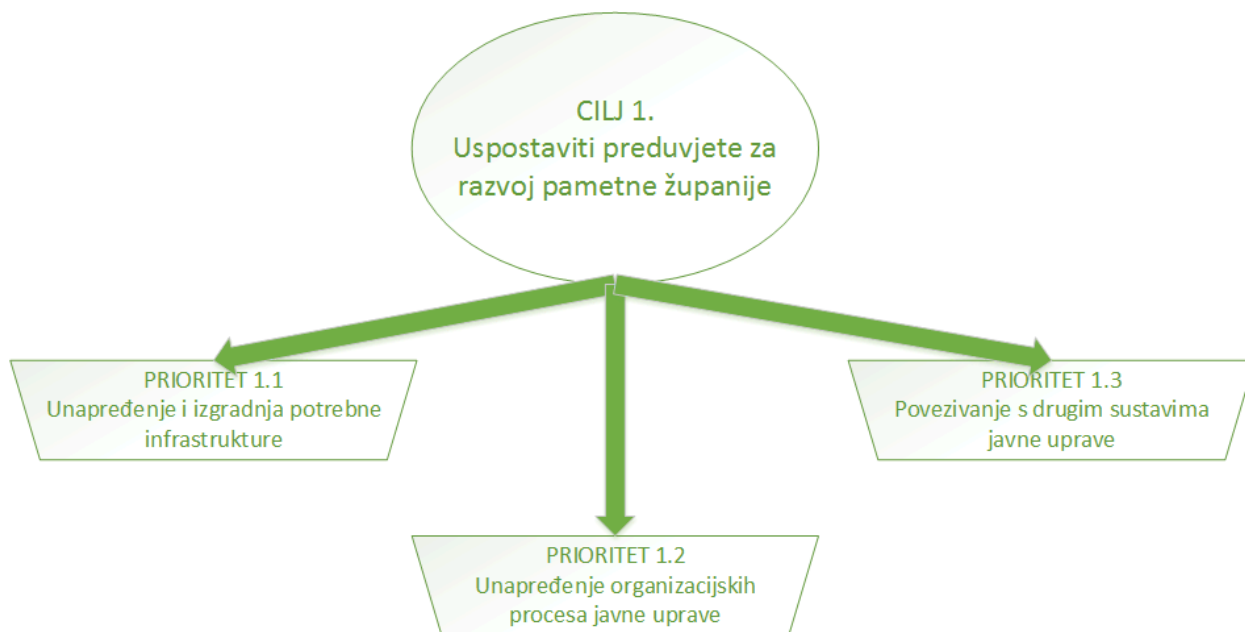 CILJ 1.
Uspostaviti preduvjete za
razvoj pametne županije
PRIORITET 1.1
Unapređenje i izgradnja potrebne
infrastrukture
PRIORITET 1.3
Povezivanje s drugim sustavima
javne uprave
PRIORITET 1.2
Unapređenje organizacijskih
procesa javne uprave